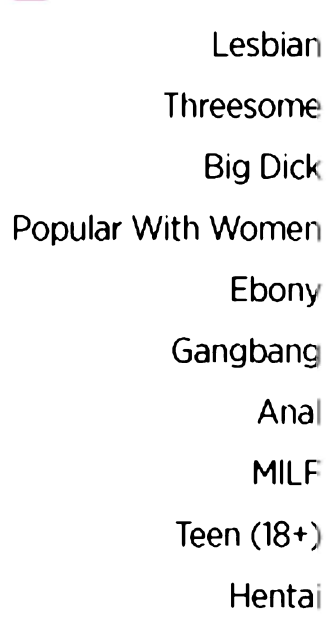 Lesbian
Threesome
Big Dick
Popular With Women
Ebony
Gangbang
Anal
MILF
Teen (18+)
Hentai